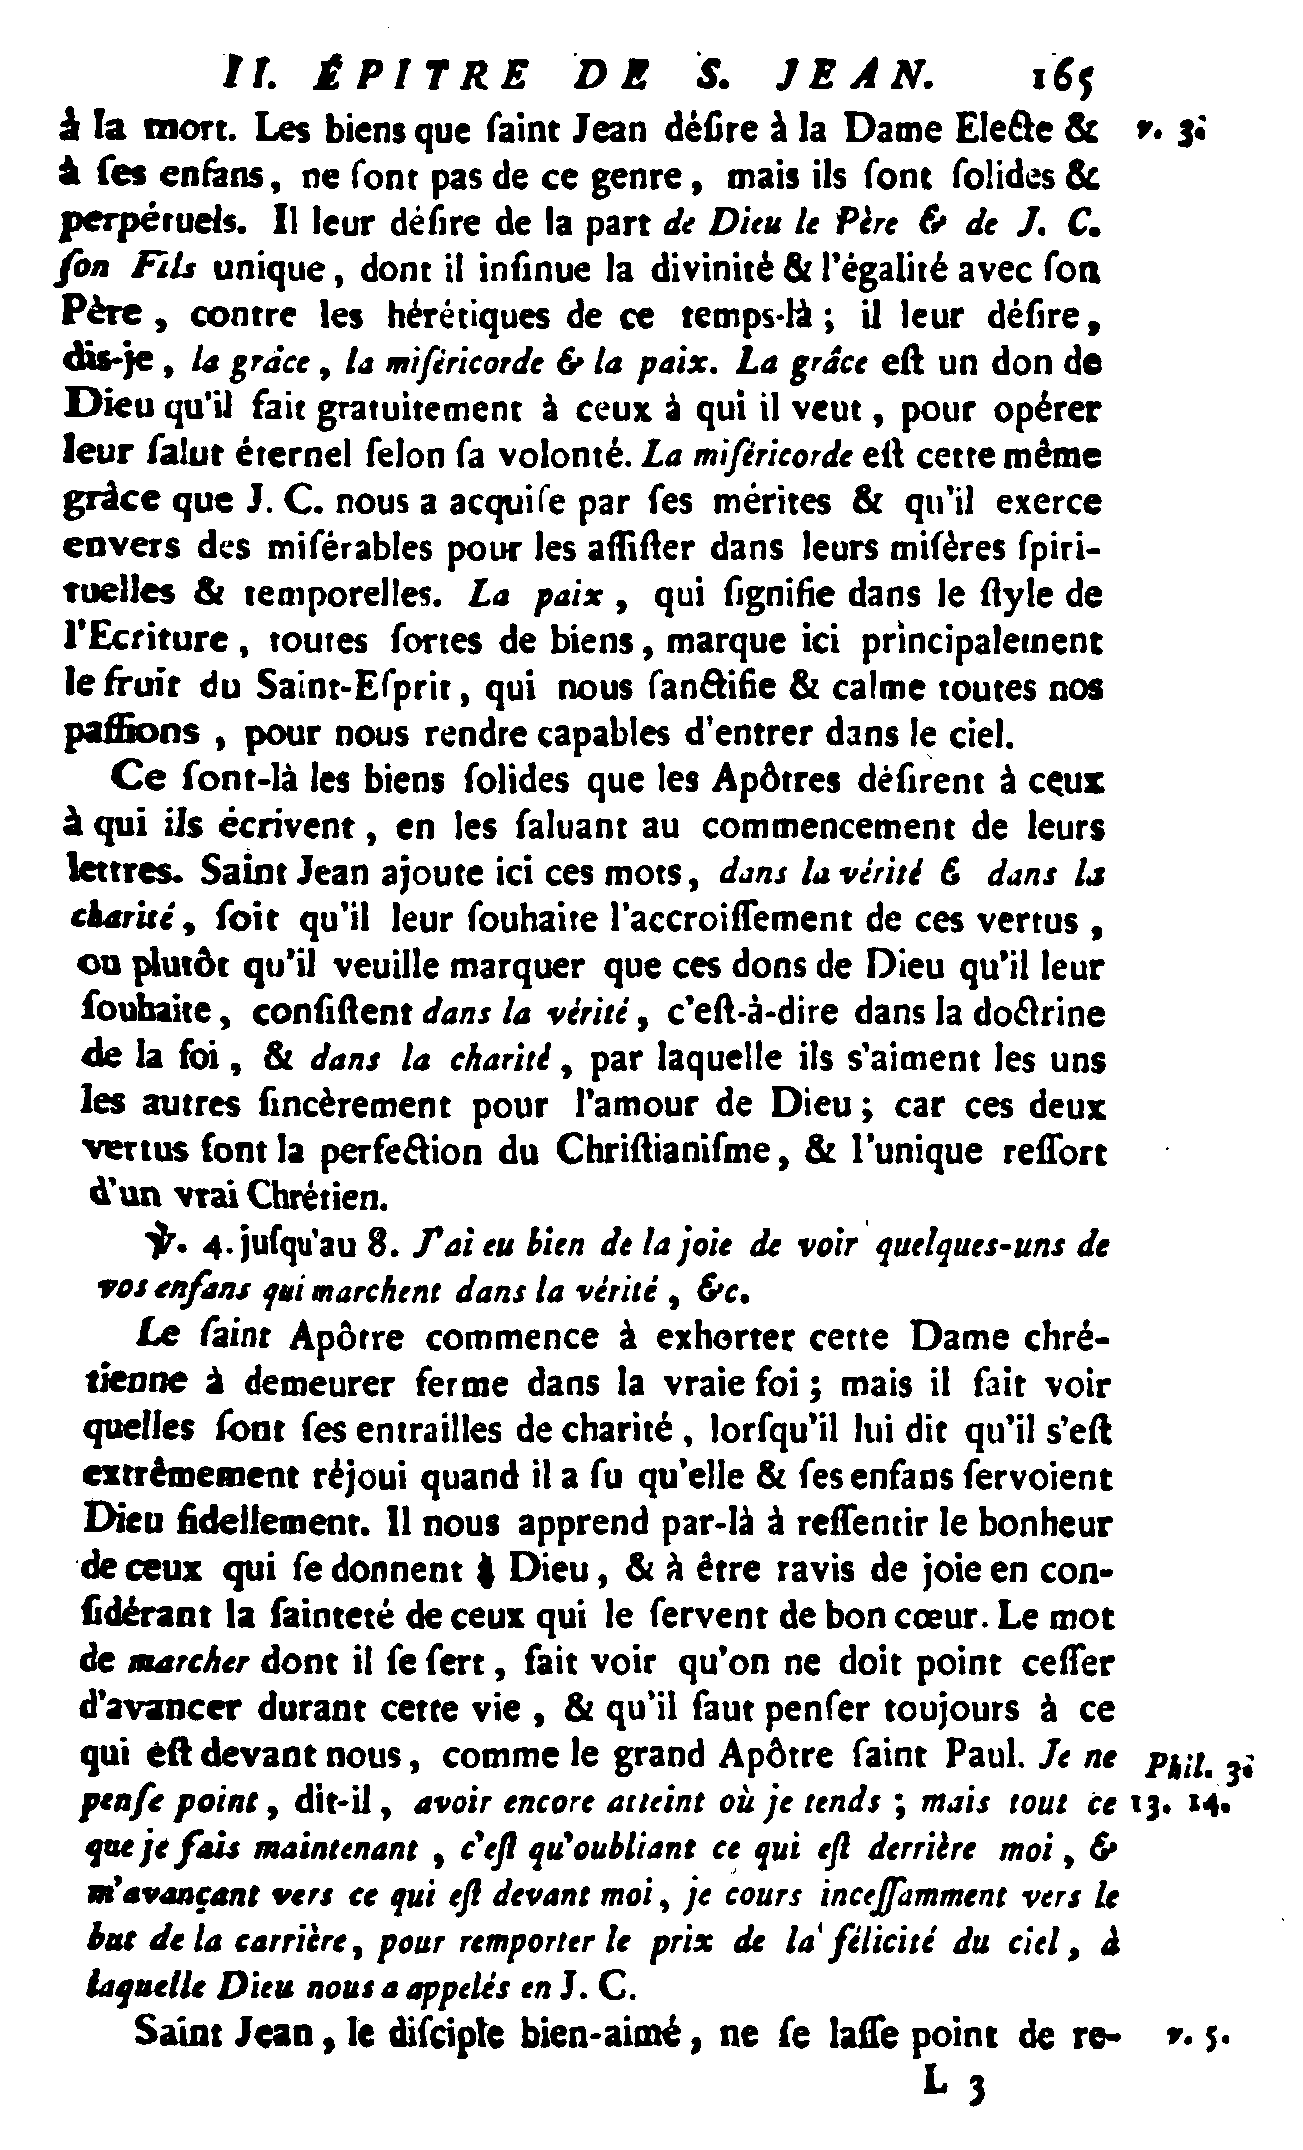 II. ÉPITRE DE S. JEAN. 165
à la mort. Les biens que ſaint Jean déſire à la Dame Electe & v. 3.
à ſes enfans, ne ſont pas de ce genre, mais ils ſont ſolides &
perpétuels. Il leur déſire de la part de Dieu le Père & de J. C.
ſon Fils unique, dont il inſinue la divinité & l'égalité avec ſon
Père, contre les hérétiques de ce temps-là; il leur déſire,
dis-je, la grâce, la miſéricorde & la paix. La grâce eſt un don de
Dieu qu'il fait gratuitement à ceux à qui il veut, pour opérer
leur ſalut éternel ſelon ſa volonté. La miſéricorde eſt cette même
grâce que J. C. nous a acquiſe par ſes mérites & qu'il exerce
envers des miſérables pour les aſſiſter dans leurs miſères ſpiri-
tuelles & temporelles. La paix, qui ſignifie dans le ſtyle de
l'Ecriture, toutes ſortes de biens, marque ici principalement
le fruit du Saint-Eſprit, qui nous ſanctifie & calme toutes nos
paſſions, pour nous rendre capables d'entrer dans le ciel.
Ce ſont-là les biens ſolides que les Apôtres déſirent à ceux
à qui ils écrivent, en les ſaluant au commencement de leurs
lettres. Saint Jean ajoute ici ces mots, dans la vérité & dans la
charité, ſoit qu'il leur ſouhaite l'accroiſſement de ces vertus,
ou plutôt qu'il veuille marquer que ces dons de Dieu qu'il leur
ſouhaite, conſiſtent dans la vérité, c'eſt-à-dire dans la doctrine
de la foi, & dans la charité, par laquelle ils s'aiment les uns
les autres ſincèrement pour l'amour de Dieu; car ces deux
vertus font la perfection du Chriſtianiſme, & l'unique reſſort
d'un vrai Chrétien.
℣. 4. juſqu'au 8. J'ai eu bien de la joie de voir quelques-uns de
vos enfans qui marchent dans la vérité, &c.
Le ſaint Apôtre commence à exhorter cette Dame chré-
tienne à demeurer ferme dans la vraie foi; mais il fait voir
quelles ſont ſes entrailles de charité, lorſqu'il lui dit qu'il s'eſt
extrêmement réjoui quand il a ſu qu'elle & ſes enfans ſervoient
Dieu fidellement. Il nous apprend par-là à reſſentir le bonheur
de ceux qui ſe donnent à Dieu, & à être ravis de joie en con-
ſidérant la ſainteté de ceux qui le ſervent de bon cœur. Le mot
de marcher dont il ſe ſert, fait voir qu'on ne doit point ceſſer
d'avancer durant cette vie, & qu'il faut penſer toujours à ce
qui eſt devant nous, comme le grand Apôtre ſaint Paul. Je ne Phil. 3.
penſe point, dit-il, avoir encore atteint où je tends; mais tout ce 13. 14.
que je fais maintenant, c'eſt qu'oubliant ce qui eſt derrière moi, &
m'avançant vers ce qui eſt devant moi, je cours inceſſamment vers le
but de la carrière, pour remporter le prix de la félicité du ciel, à
laquelle Dieu nous a appelés en J. C.
Saint Jean, le diſciple bien-aimé, ne ſe laſſe point de re- v. 5.
L 3